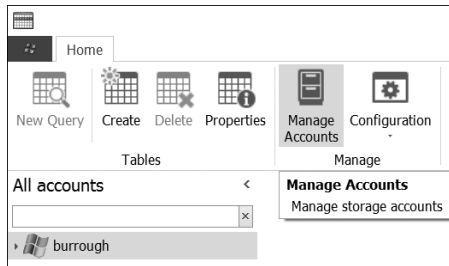 Home
New Query
Create
Delete
Properties
Manage
Accounts
Configuration
Tables
Manage
All accounts
Manage Accounts
Manage storage accounts
burrough